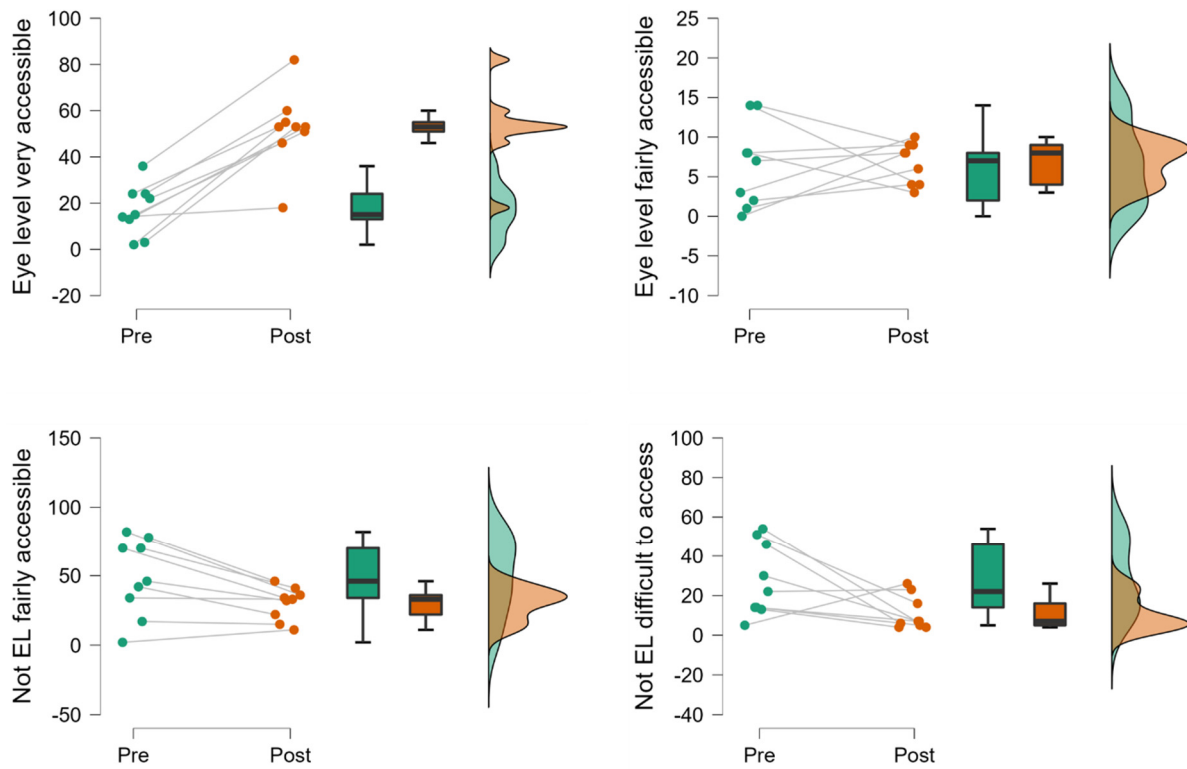 Eye level very accessible
100
80
60
40
20
0
-20
Pre
Post
Eye level fairly accessible
25
20
15
10
5
0
-5
-10
Pre
Post
Not EL fairly accessible
150
100
50
0
-50
Pre
Post
Not EL difficult to access
100
80
60
40
20
0
-20
-40
Pre
Post